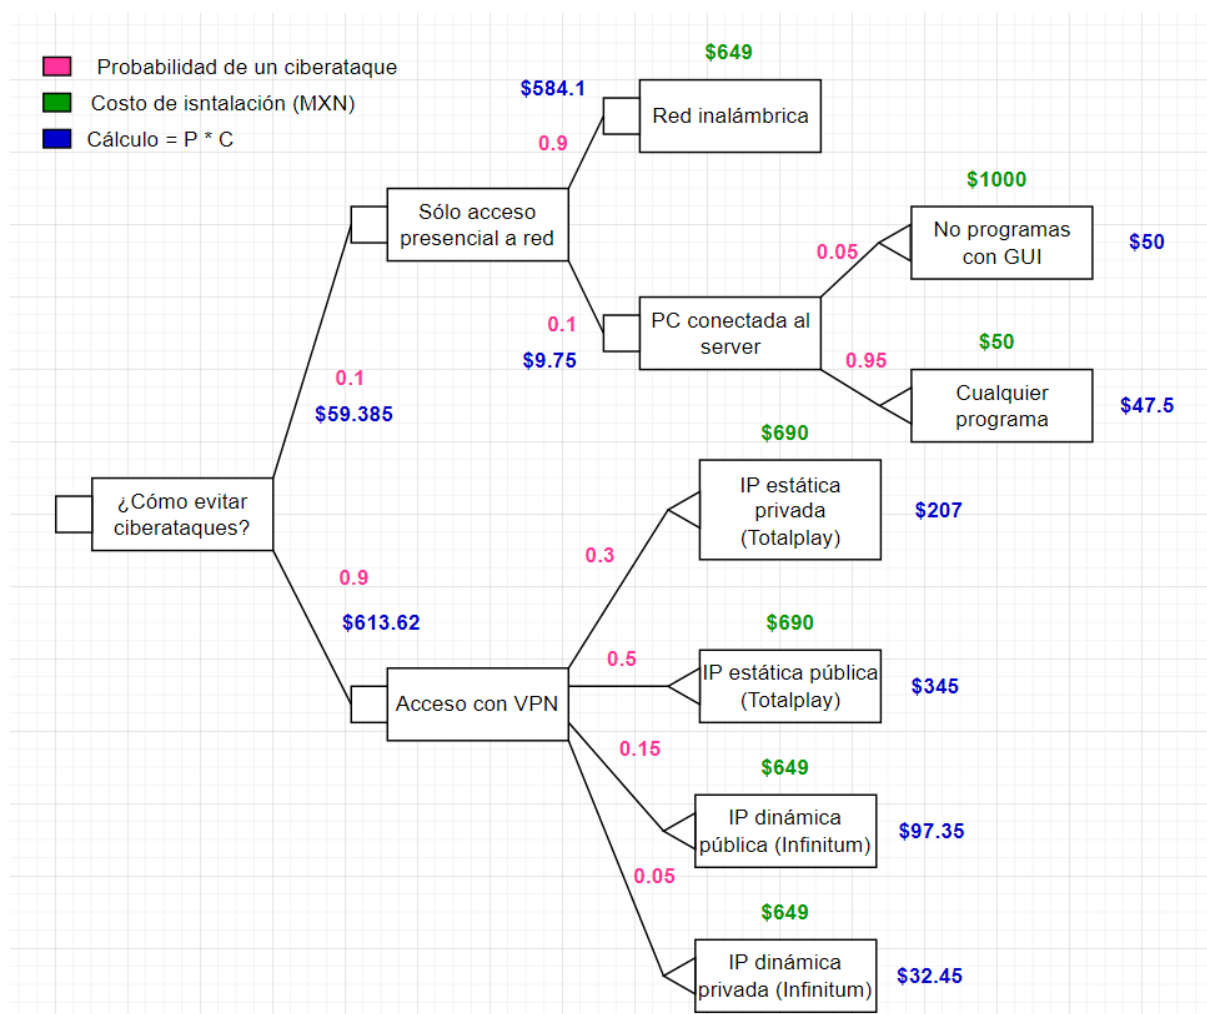 Probabilidad de un ciberataque
Costo de isntalación (MXN)
Cálculo = P * C
$649
$584.1
Red inalámbrica
0.9
$1000
Sólo acceso
presencial a red
No programas
con GUI
$50
0.05
0.1
$9.75
PC conectada al
server
$50
0.95
0.1
$59.385
Cualquier
programa
$47.5
$690
¿Cómo evitar
ciberataques?
IP estática
privada
(Totalplay)
$207
0.3
0.9
$613.62
$690
0.5
IP estática pública
(Totalplay)
$345
Acceso con VPN
0.15
$649
IP dinámica
pública (Infinitum)
$97.35
0.05
$649
IP dinámica
privada (Infinitum)
$32.45